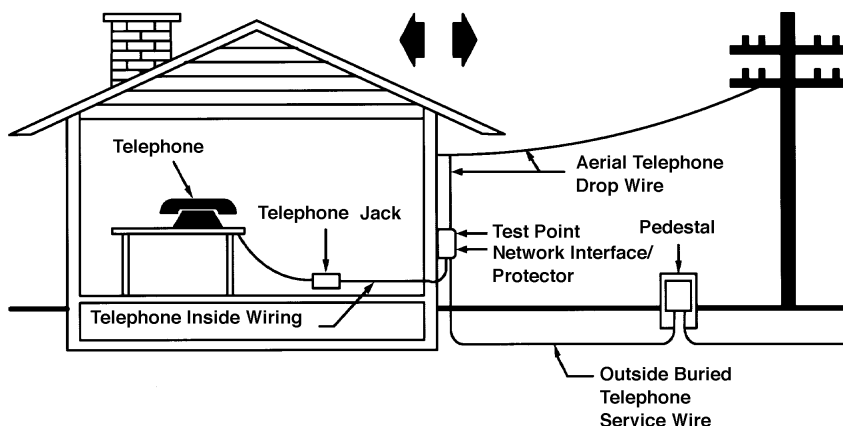 Telephone
Telephone Jack
Telephone Inside Wiring
Aerial Telephone
Drop Wire
Test Point
Network Interface/
Protector
Pedestal
Outside Buried
Telephone
Service Wire